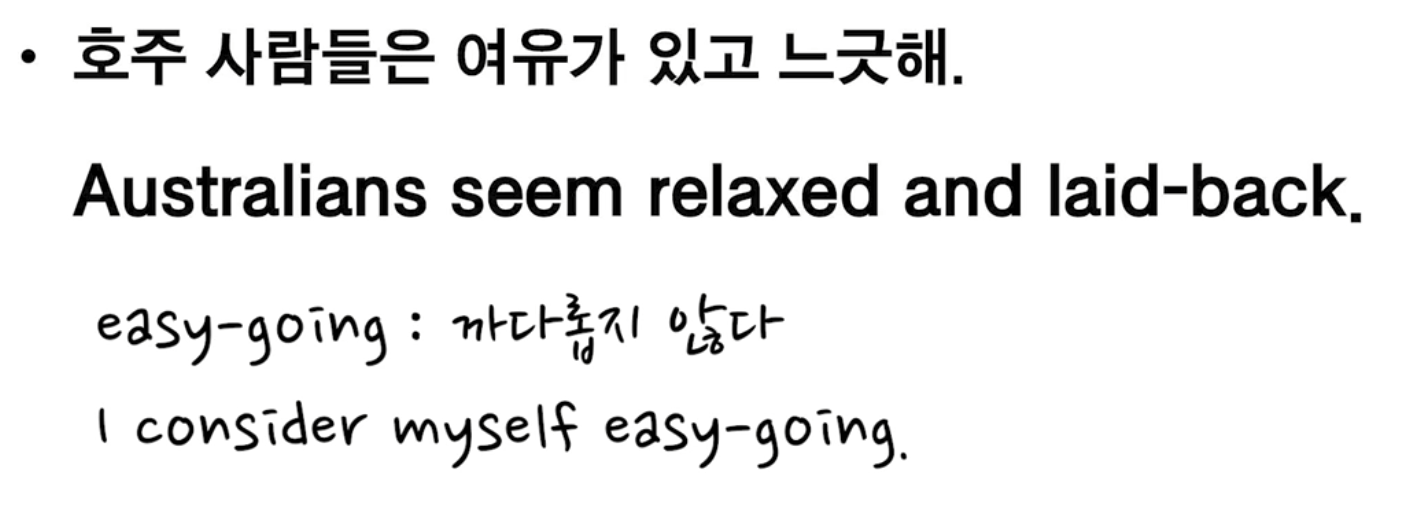 • 호주 사람들은 여유가 있고 느긋해.
Australians seem relaxed and laid-back.
easy-going : 까다롭지 않다
I consider myself easy-going.